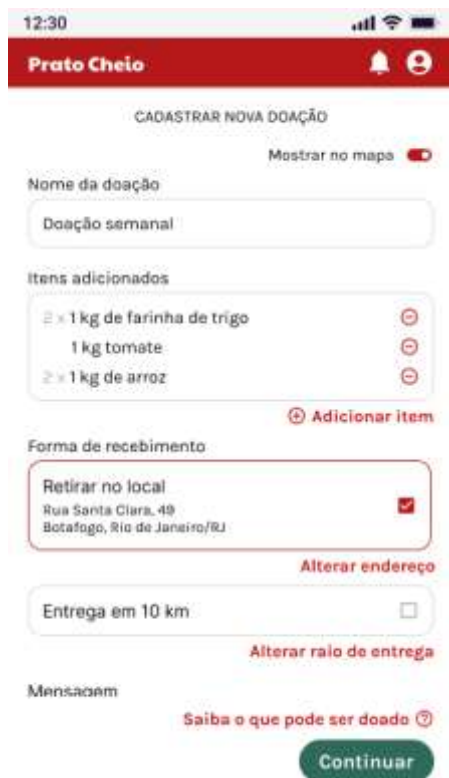 12:30
Prato Cheio
CADASTRAR NOVA DOAÇÃO
Mostrar no mapa
Nome da doação
Doação semanal
Itens adicionados
2 x 1 kg de farinha de trigo
1 kg tomate
2 x 1 kg de arroz
Adicionar item
Forma de recebimento
Retirar no local
Rua Santa Clara, 49
Botafogo, Rio de Janeiro/RJ
Alterar endereço
Entrega em 10 km
Alterar raio de entrega
Mensagem
Saiba o que pode ser doado
Continuar